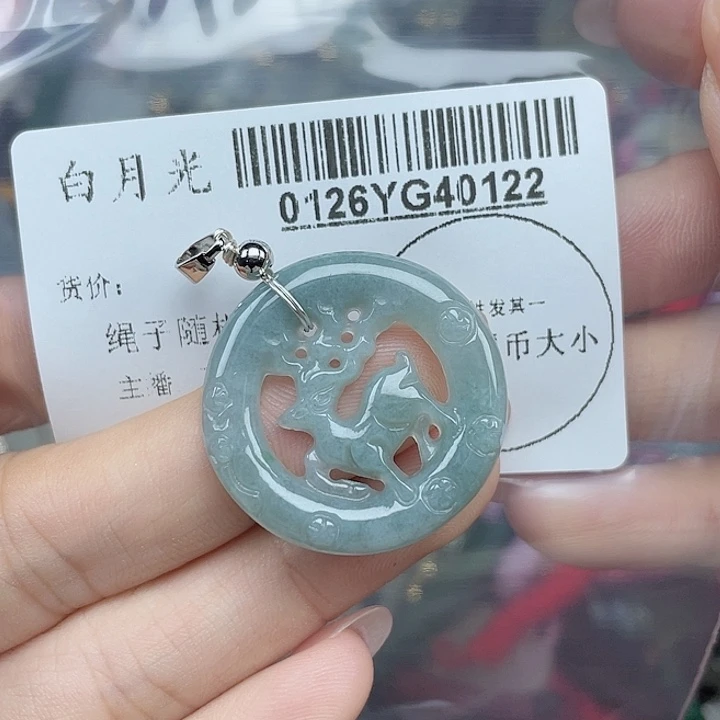 白月光
0126YG40122
货价：
绳子随机发其一
币大小
主播